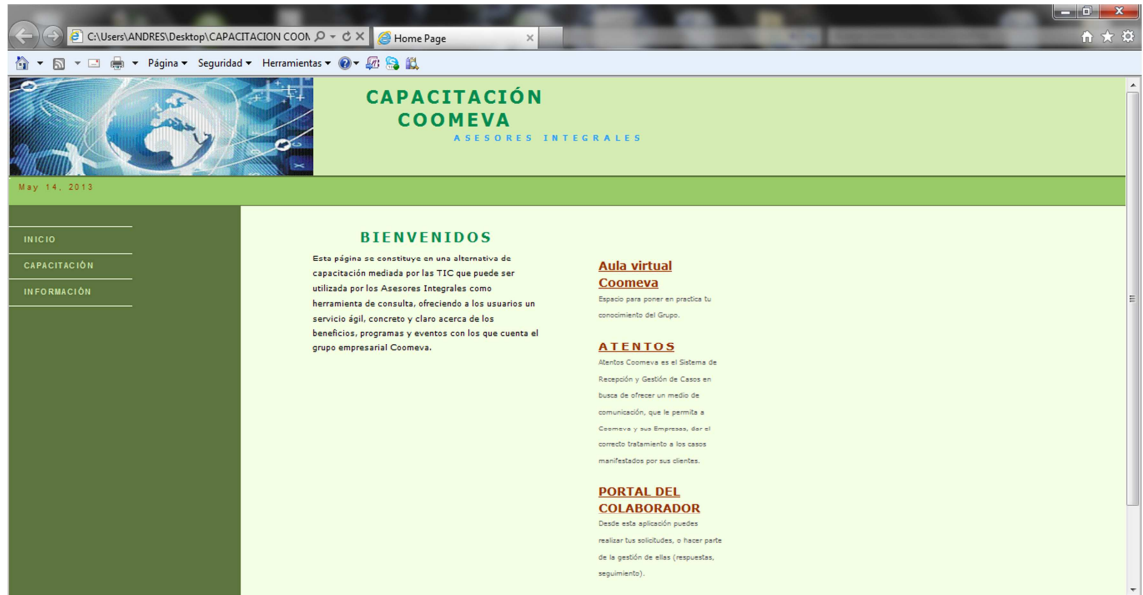 C:\Users\ANDRES\Desktop\CAPACITACION COOM
Home Page
Página
Seguridad
Herramientas
CAPACITACIÓN
COOMEVA
ASESORES INTEGRALES
May 14, 2013
INICIO
CAPACITACIÓN
INFORMACIÓN
BIENVENIDOS
Esta página se constituye en una alternativa de
capacitación mediada por las TIC que puede ser
utilizada por los Asesores Integrales como
herramienta de consulta, ofreciendo a los usuarios un
servicio ágil, concreto y claro acerca de los
beneficios, programas y eventos con los que cuenta el
grupo empresarial Coomeva.
Aula virtual
Coomeva
Espacio para poner en practica tu
conocimiento del Grupo.
ATENTOS
Atentos Coomeva es el Sistema de
Recepción y Gestión de Casos en
busca de ofrecer un medio de
comunicación, que le permita a
Coomeva y sus Empresas, dar el
correcto tratamiento a los casos
manifestados por sus clientes.
PORTAL DEL
COLABORADOR
Desde esta aplicación puedes
realizar tus solicitudes, o hacer parte
de la gestión de ellas (respuestas,
seguimiento).